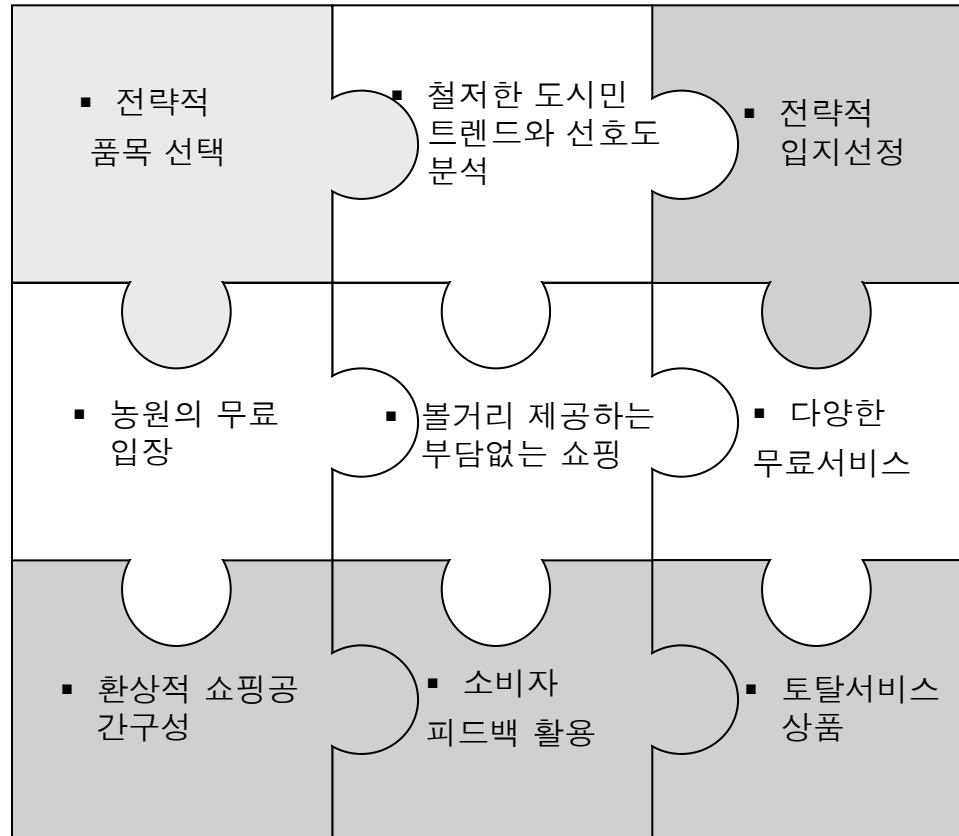 ▪ 전략적
품목 선택
▪ 철저한 도시민
트렌드와 선호도
분석
▪ 전략적
입지선정
▪ 농원의 무료
입장
▪ 볼거리 제공하는
부담없는 쇼핑
▪ 다양한
무료서비스
▪ 환상적 쇼핑공
간구성
▪ 소비자
피드백 활용
▪ 토탈서비스
상품